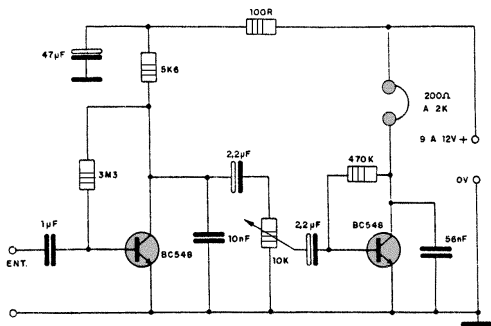 100R
47µF
5K6
200Ω
A 2K
9 A 12V +
3M3
2,2µF
470K
0V
1µF
2,2µF
BC548
ENT.
BC548
10nF
10K
56nF